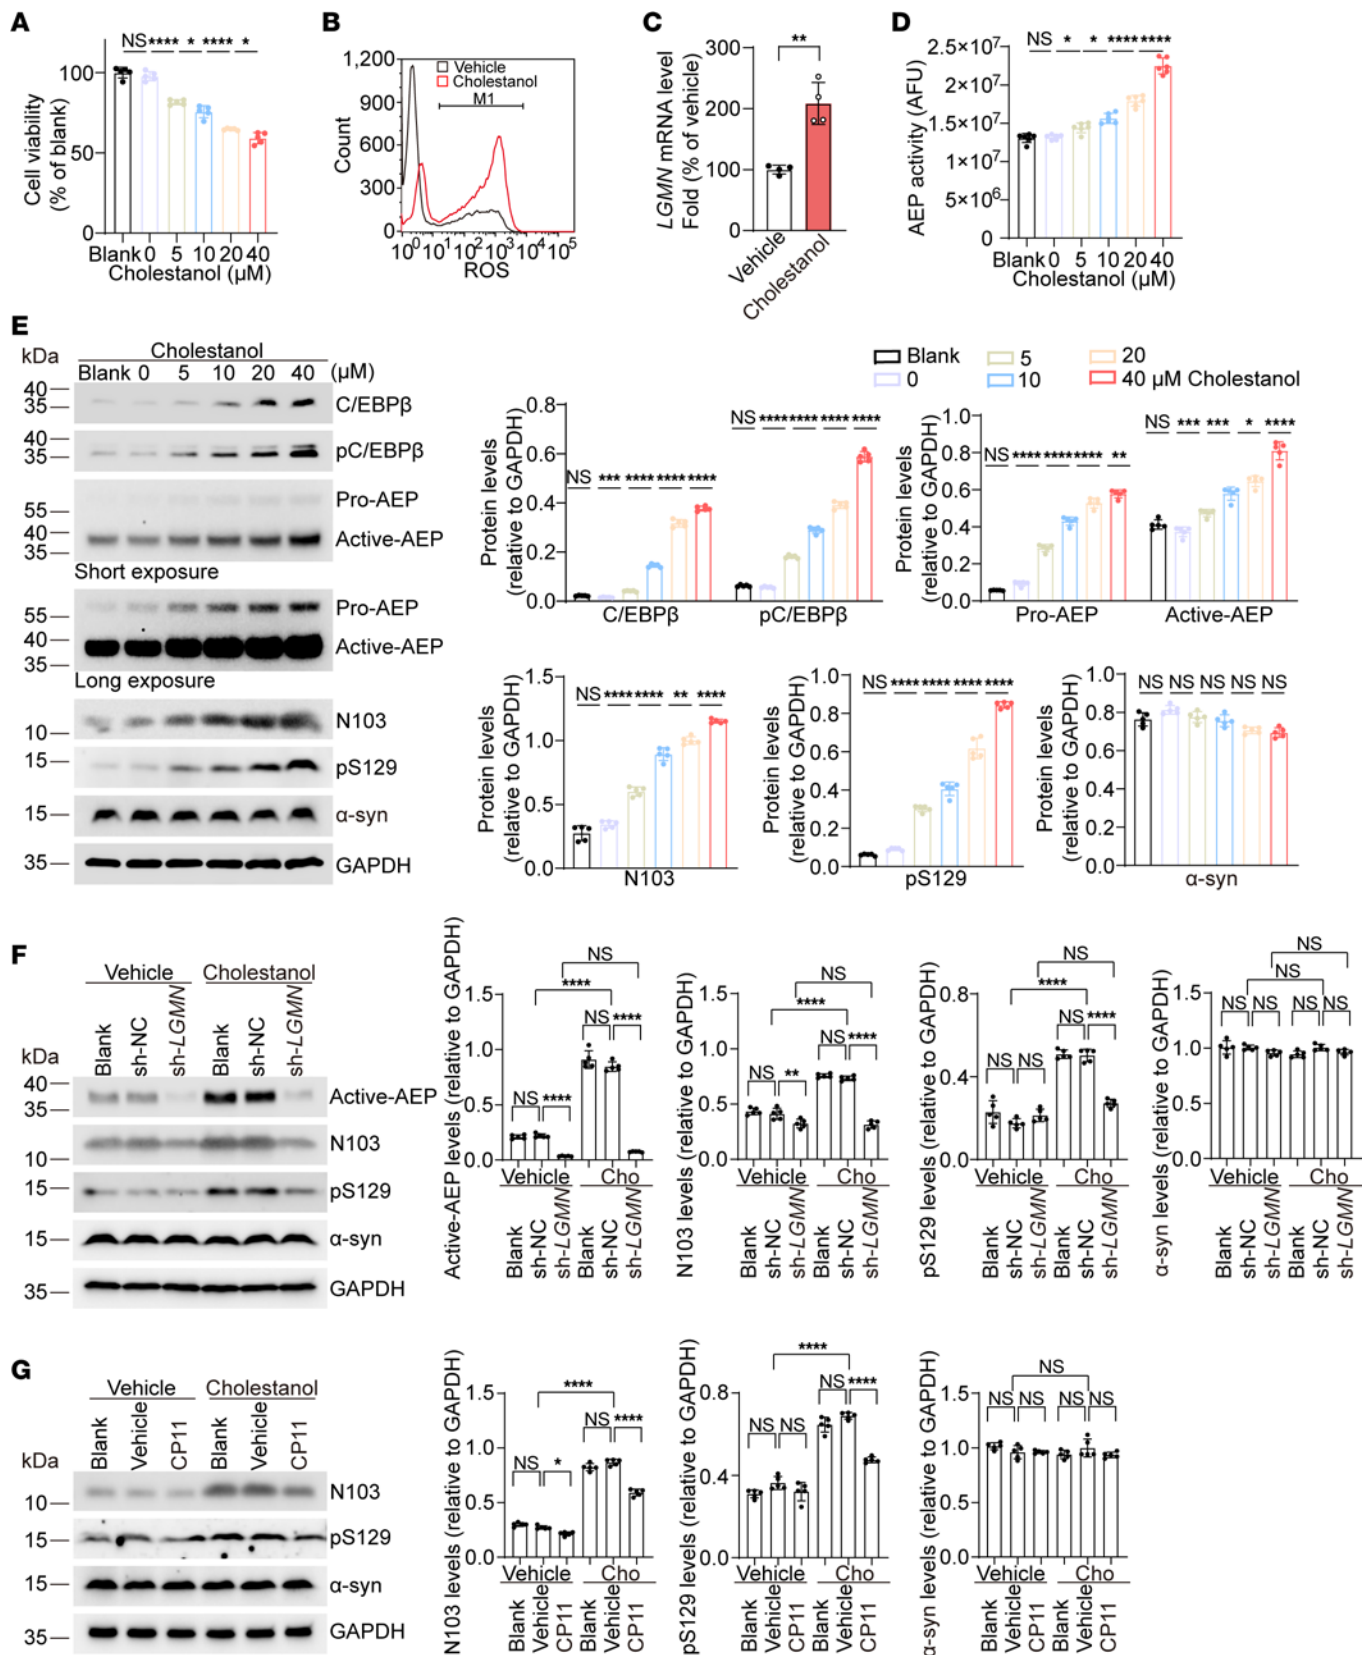 A
NS **** * **** *
100
50
0
Cell viability
(% of blank)
Blank 0 5 10 20 40
Cholestanol (μM)
B
Count
1,200
900
600
300
0
Vehicle
Cholestanol
M1
10⁰ 10¹ 10² 10³ 10⁴ 10⁵
ROS
C
LGMN mRNA level
Fold (% of vehicle)
300
200
100
0
**
Vehicle
Cholestanol
D
NS * * **** ****
AEP activity (AFU)
2.5×10⁷
2×10⁷
1.5×10⁷
1×10⁷
5×10⁶
0
Blank 0 5 10 20 40
Cholestanol (μM)
E
kDa
Cholestanol
Blank 0 5 10 20 40 (μM)
40
35
C/EBPβ
40
35
pC/EBPβ
55
Pro-AEP
40
35
Active-AEP
Short exposure
55
Pro-AEP
40
35
Active-AEP
Long exposure
10
N103
15
pS129
15
α-syn
35
GAPDH
Blank 5 20
0 10 40 μM Cholestanol
Protein levels
(relative to GAPDH)
0.8
0.6
0.4
0.2
0.0
NS *** **** **** ****
NS **** **** **** ****
C/EBPβ pC/EBPβ
Protein levels
(relative to GAPDH)
1.0
0.8
0.6
0.4
0.2
0.0
NS **** **** **** **
NS *** *** * ****
Pro-AEP Active-AEP
Protein levels
(relative to GAPDH)
1.5
1.0
0.5
0.0
NS **** **** ** ****
N103
Protein levels
(relative to GAPDH)
1.0
0.8
0.6
0.4
0.2
0.0
NS **** **** **** ****
pS129
Protein levels
(relative to GAPDH)
1.0
0.8
0.6
0.4
0.2
0.0
NS NS NS NS NS
α-syn
F
Vehicle Cholestanol
kDa
Blank sh-NC sh-LGMN Blank sh-NC sh-LGMN
40
35
Active-AEP
10
N103
15
pS129
15
α-syn
35
GAPDH
Active-AEP levels (relative to GAPDH)
1.5
1.0
0.5
0.0
NS
****
NS ****
NS ****
Vehicle Cho
Blank sh-NC sh-LGMN Blank sh-NC sh-LGMN
N103 levels (relative to GAPDH)
1.5
1.0
0.5
0.0
NS
****
NS ****
NS **
Vehicle Cho
Blank sh-NC sh-LGMN Blank sh-NC sh-LGMN
pS129 levels (relative to GAPDH)
0.8
0.4
0.0
NS
****
NS ****
NS NS
Vehicle Cho
Blank sh-NC sh-LGMN Blank sh-NC sh-LGMN
α-syn levels (relative to GAPDH)
1.5
1.0
0.5
0.0
NS
NS
NS NS NS NS
Vehicle Cho
Blank sh-NC sh-LGMN Blank sh-NC sh-LGMN
G
Vehicle Cholestanol
kDa
Blank Vehicle CP11 Blank Vehicle CP11
10
N103
15
pS129
15
α-syn
35
GAPDH
N103 levels (relative to GAPDH)
1.5
1.0
0.5
0.0
****
NS ****
NS *
Vehicle Cho
Blank Vehicle CP11 Blank Vehicle CP11
pS129 levels (relative to GAPDH)
0.8
0.4
0.0
****
NS ****
NS NS
Vehicle Cho
Blank Vehicle CP11 Blank Vehicle CP11
α-syn levels (relative to GAPDH)
1.5
1.0
0.5
0.0
NS
NS NS NS NS
Vehicle Cho
Blank Vehicle CP11 Blank Vehicle CP11